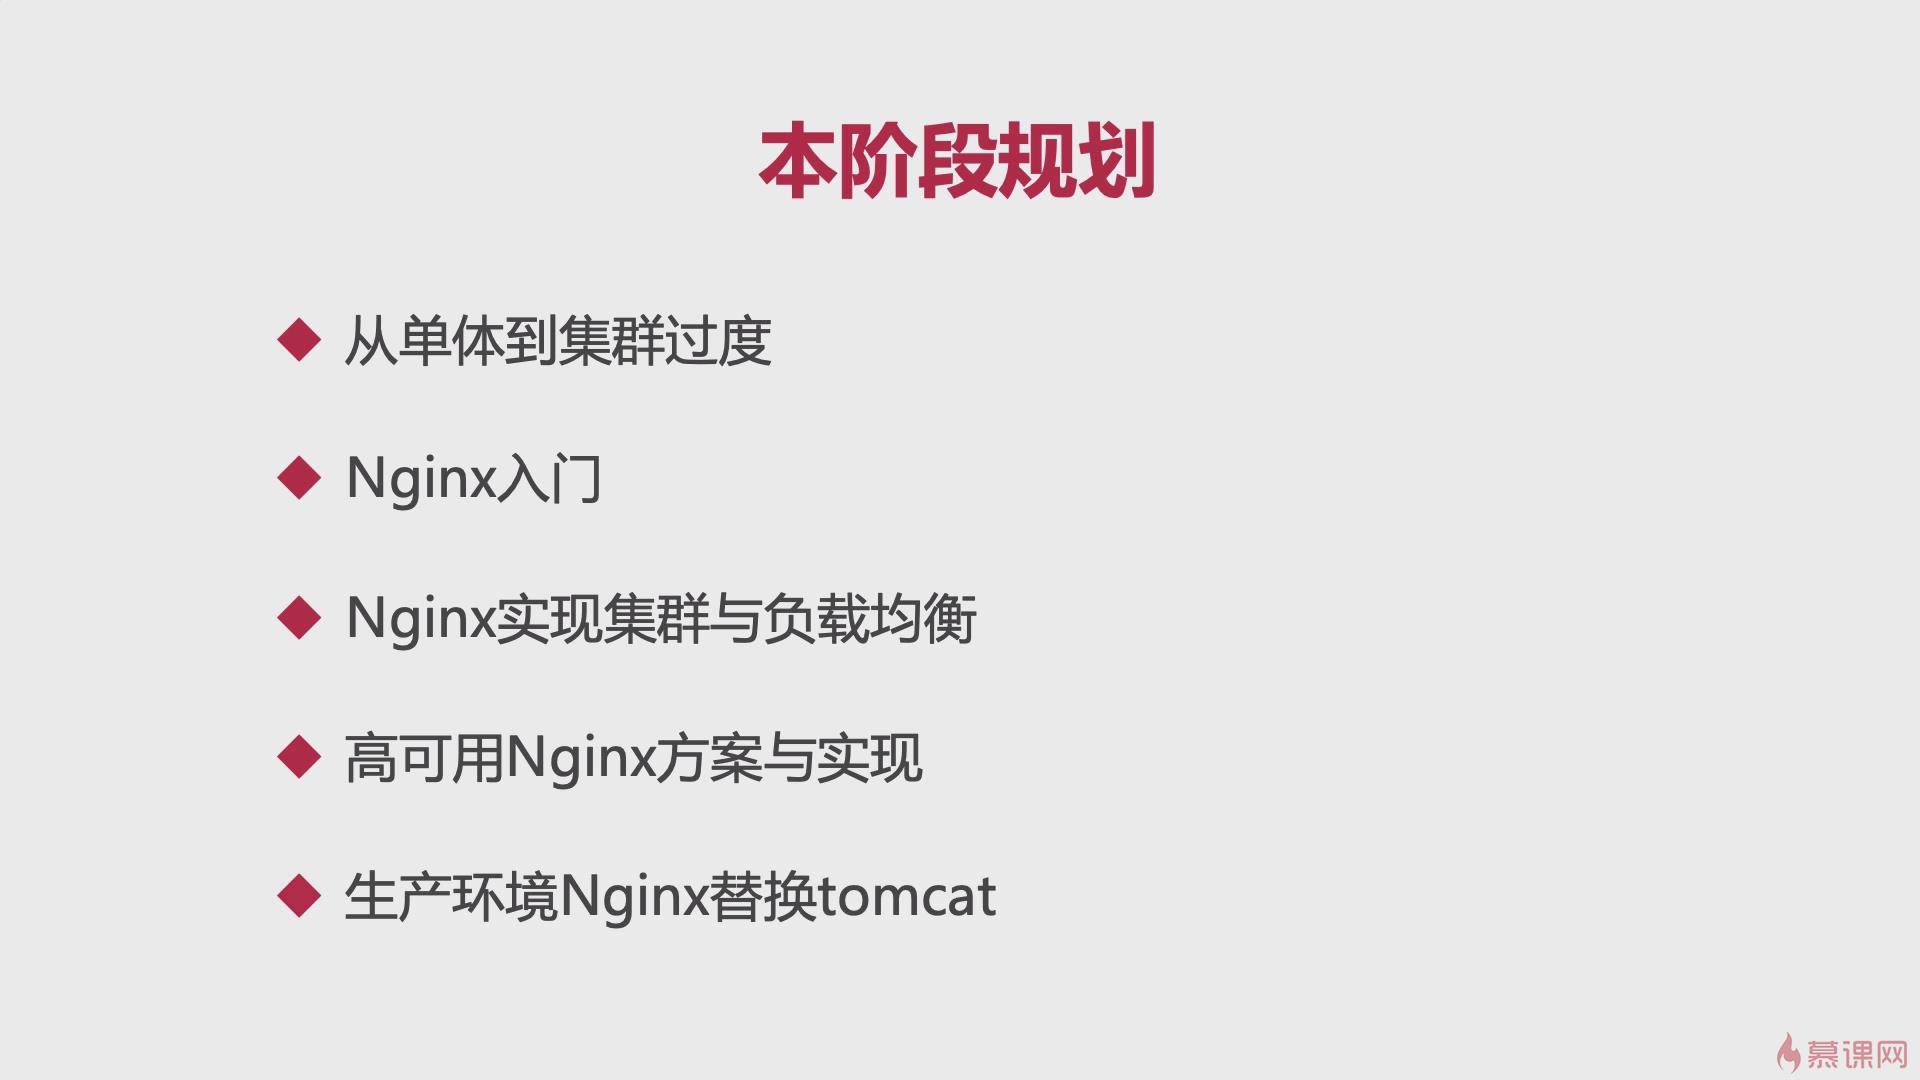 本阶段规划
从单体到集群过度
Nginx入门
Nginx实现集群与负载均衡
高可用Nginx方案与实现
生产环境Nginx替换tomcat
慕课网